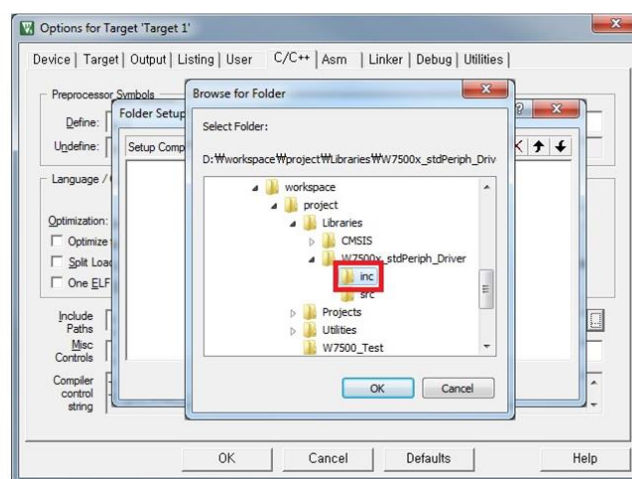 Options for Target 'Target 1'
Device Target Output Listing User C/C++ Asm Linker Debug Utilities
Preprocessor Symbols
Define:
Undefine:
Language /
Optimization:
Optimize
Split Load
One ELF
Include
Paths
Misc
Controls
Compiler
control
string
Folder Setup
Setup Comp
Browse for Folder
Select Folder:
D:₩workspace₩project₩Libraries₩W7500x_stdPeriph_Driv
workspace
project
Libraries
CMSIS
W7500x_stdPeriph_Driver
inc
src
Projects
Utilities
W7500_Test
OK Cancel
OK Cancel Defaults Help